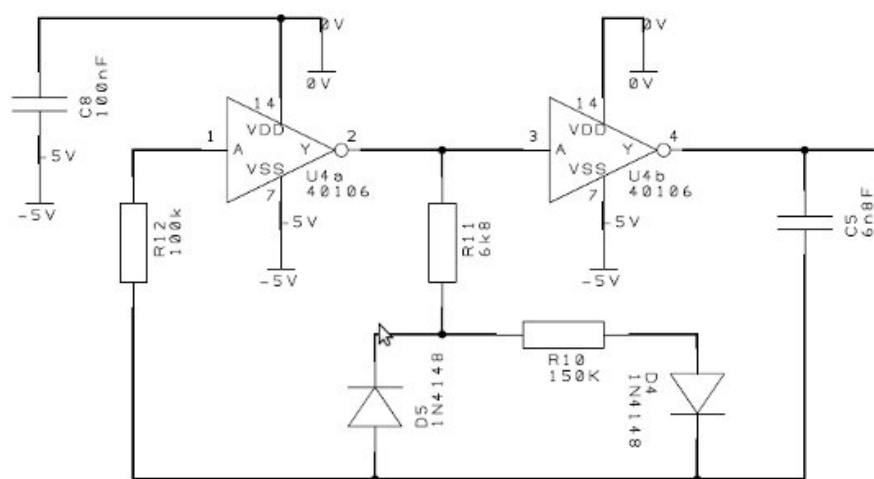 0V
0V
C8
100nF
-5V
-5V
1
14
VDD
A
Y
VSS
7
2
U4a
40106
-5V
-5V
R12
100k
R11
6k8
0V
0V
3
14
VDD
A
Y
VSS
7
4
U4b
40106
-5V
-5V
C5
6n8F
D5
1N4148
R10
150K
D4
1N4148